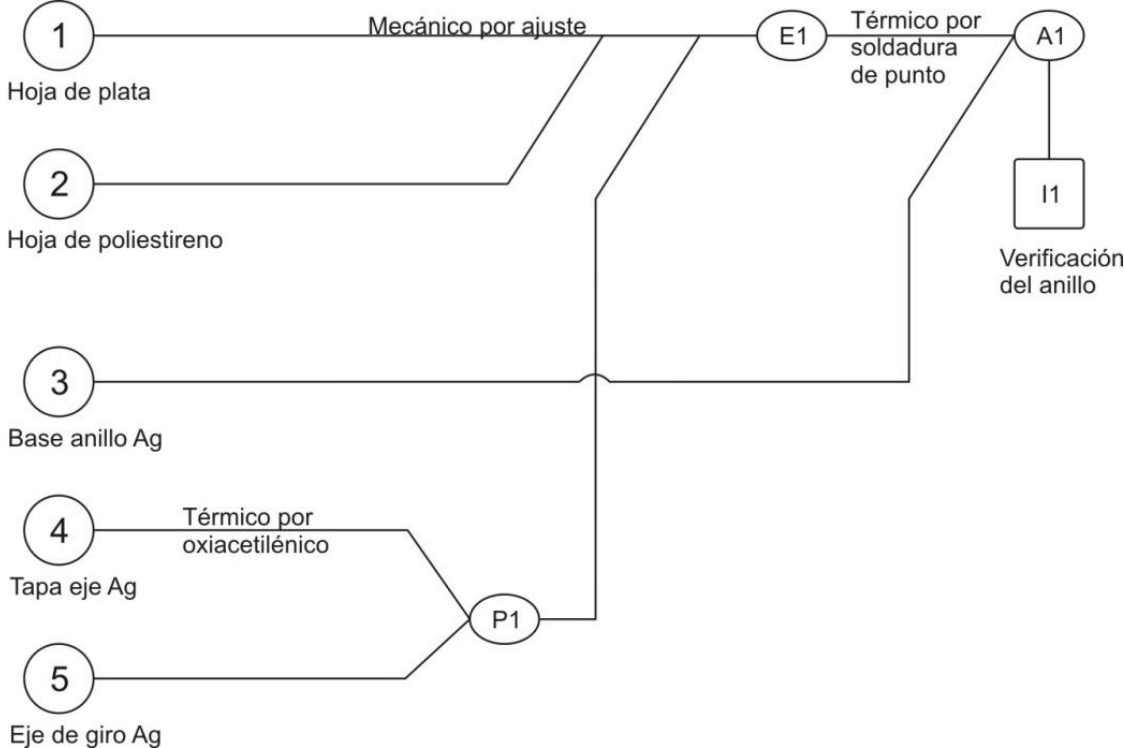 1
Mecánico por ajuste
E1
Térmico por
soldadura
de punto
A1
Hoja de plata
2
Hoja de poliestireno
I1
Verificación
del anillo
3
Base anillo Ag
4
Térmico por
oxiacetilénico
Tapa eje Ag
P1
5
Eje de giro Ag